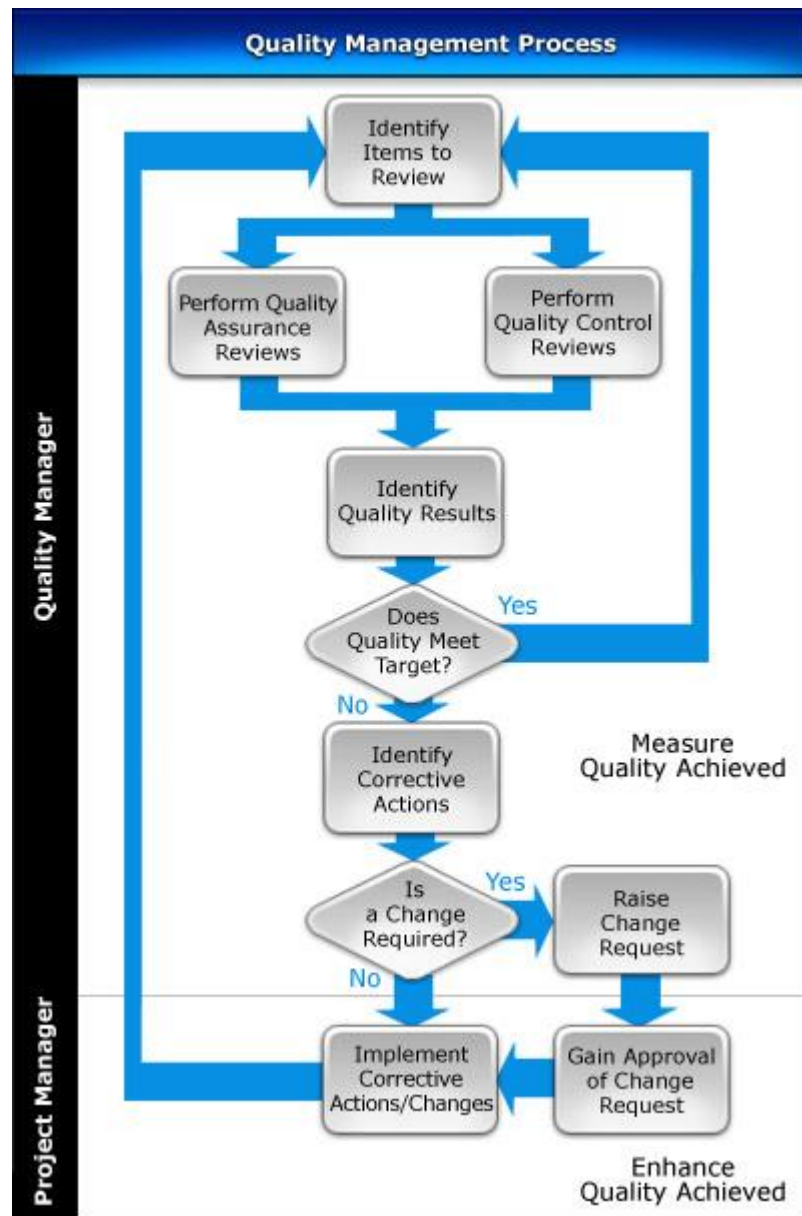 Quality Management Process
Quality Manager
Identify
Items to
Review
Perform Quality
Assurance
Reviews
Perform
Quality Control
Reviews
Identify
Quality Results
Does
Quality Meet
Target?
Yes
No
Identify
Corrective
Actions
Measure
Quality Achieved
Is
a Change
Required?
Yes
Raise
Change
Request
No
Project Manager
Implement
Corrective
Actions/Changes
Gain Approval
of Change
Request
Enhance
Quality Achieved